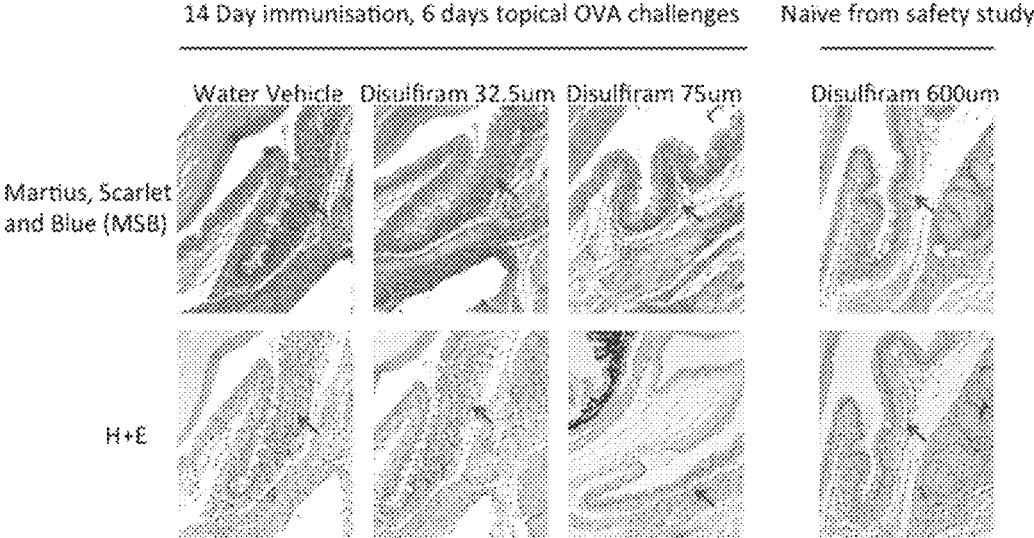 14 Day immunisation, 6 days topical OVA challenges
Naive from safety study
Water Vehicle
Disulfiram 32.5um
Disulfiram 75um
Disulfiram 600um
Martius, Scarlet
and Blue (MSB)
H+E